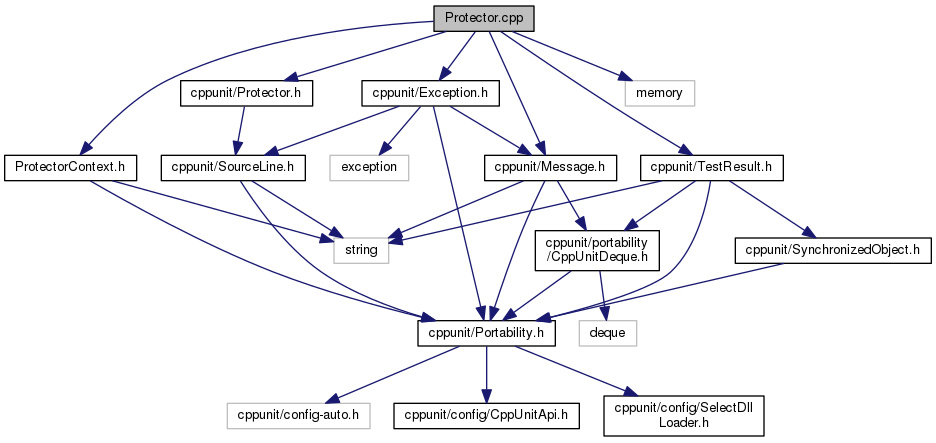 Protector.cpp
cppunit/Protector.h
cppunit/Exception.h
memory
ProtectorContext.h
cppunit/SourceLine.h
exception
cppunit/Message.h
cppunit/TestResult.h
string
cppunit/portability
/CppUnitDeque.h
cppunit/SynchronizedObject.h
cppunit/Portability.h
deque
cppunit/config-auto.h
cppunit/config/CppUnitApi.h
cppunit/config/SelectDll
Loader.h